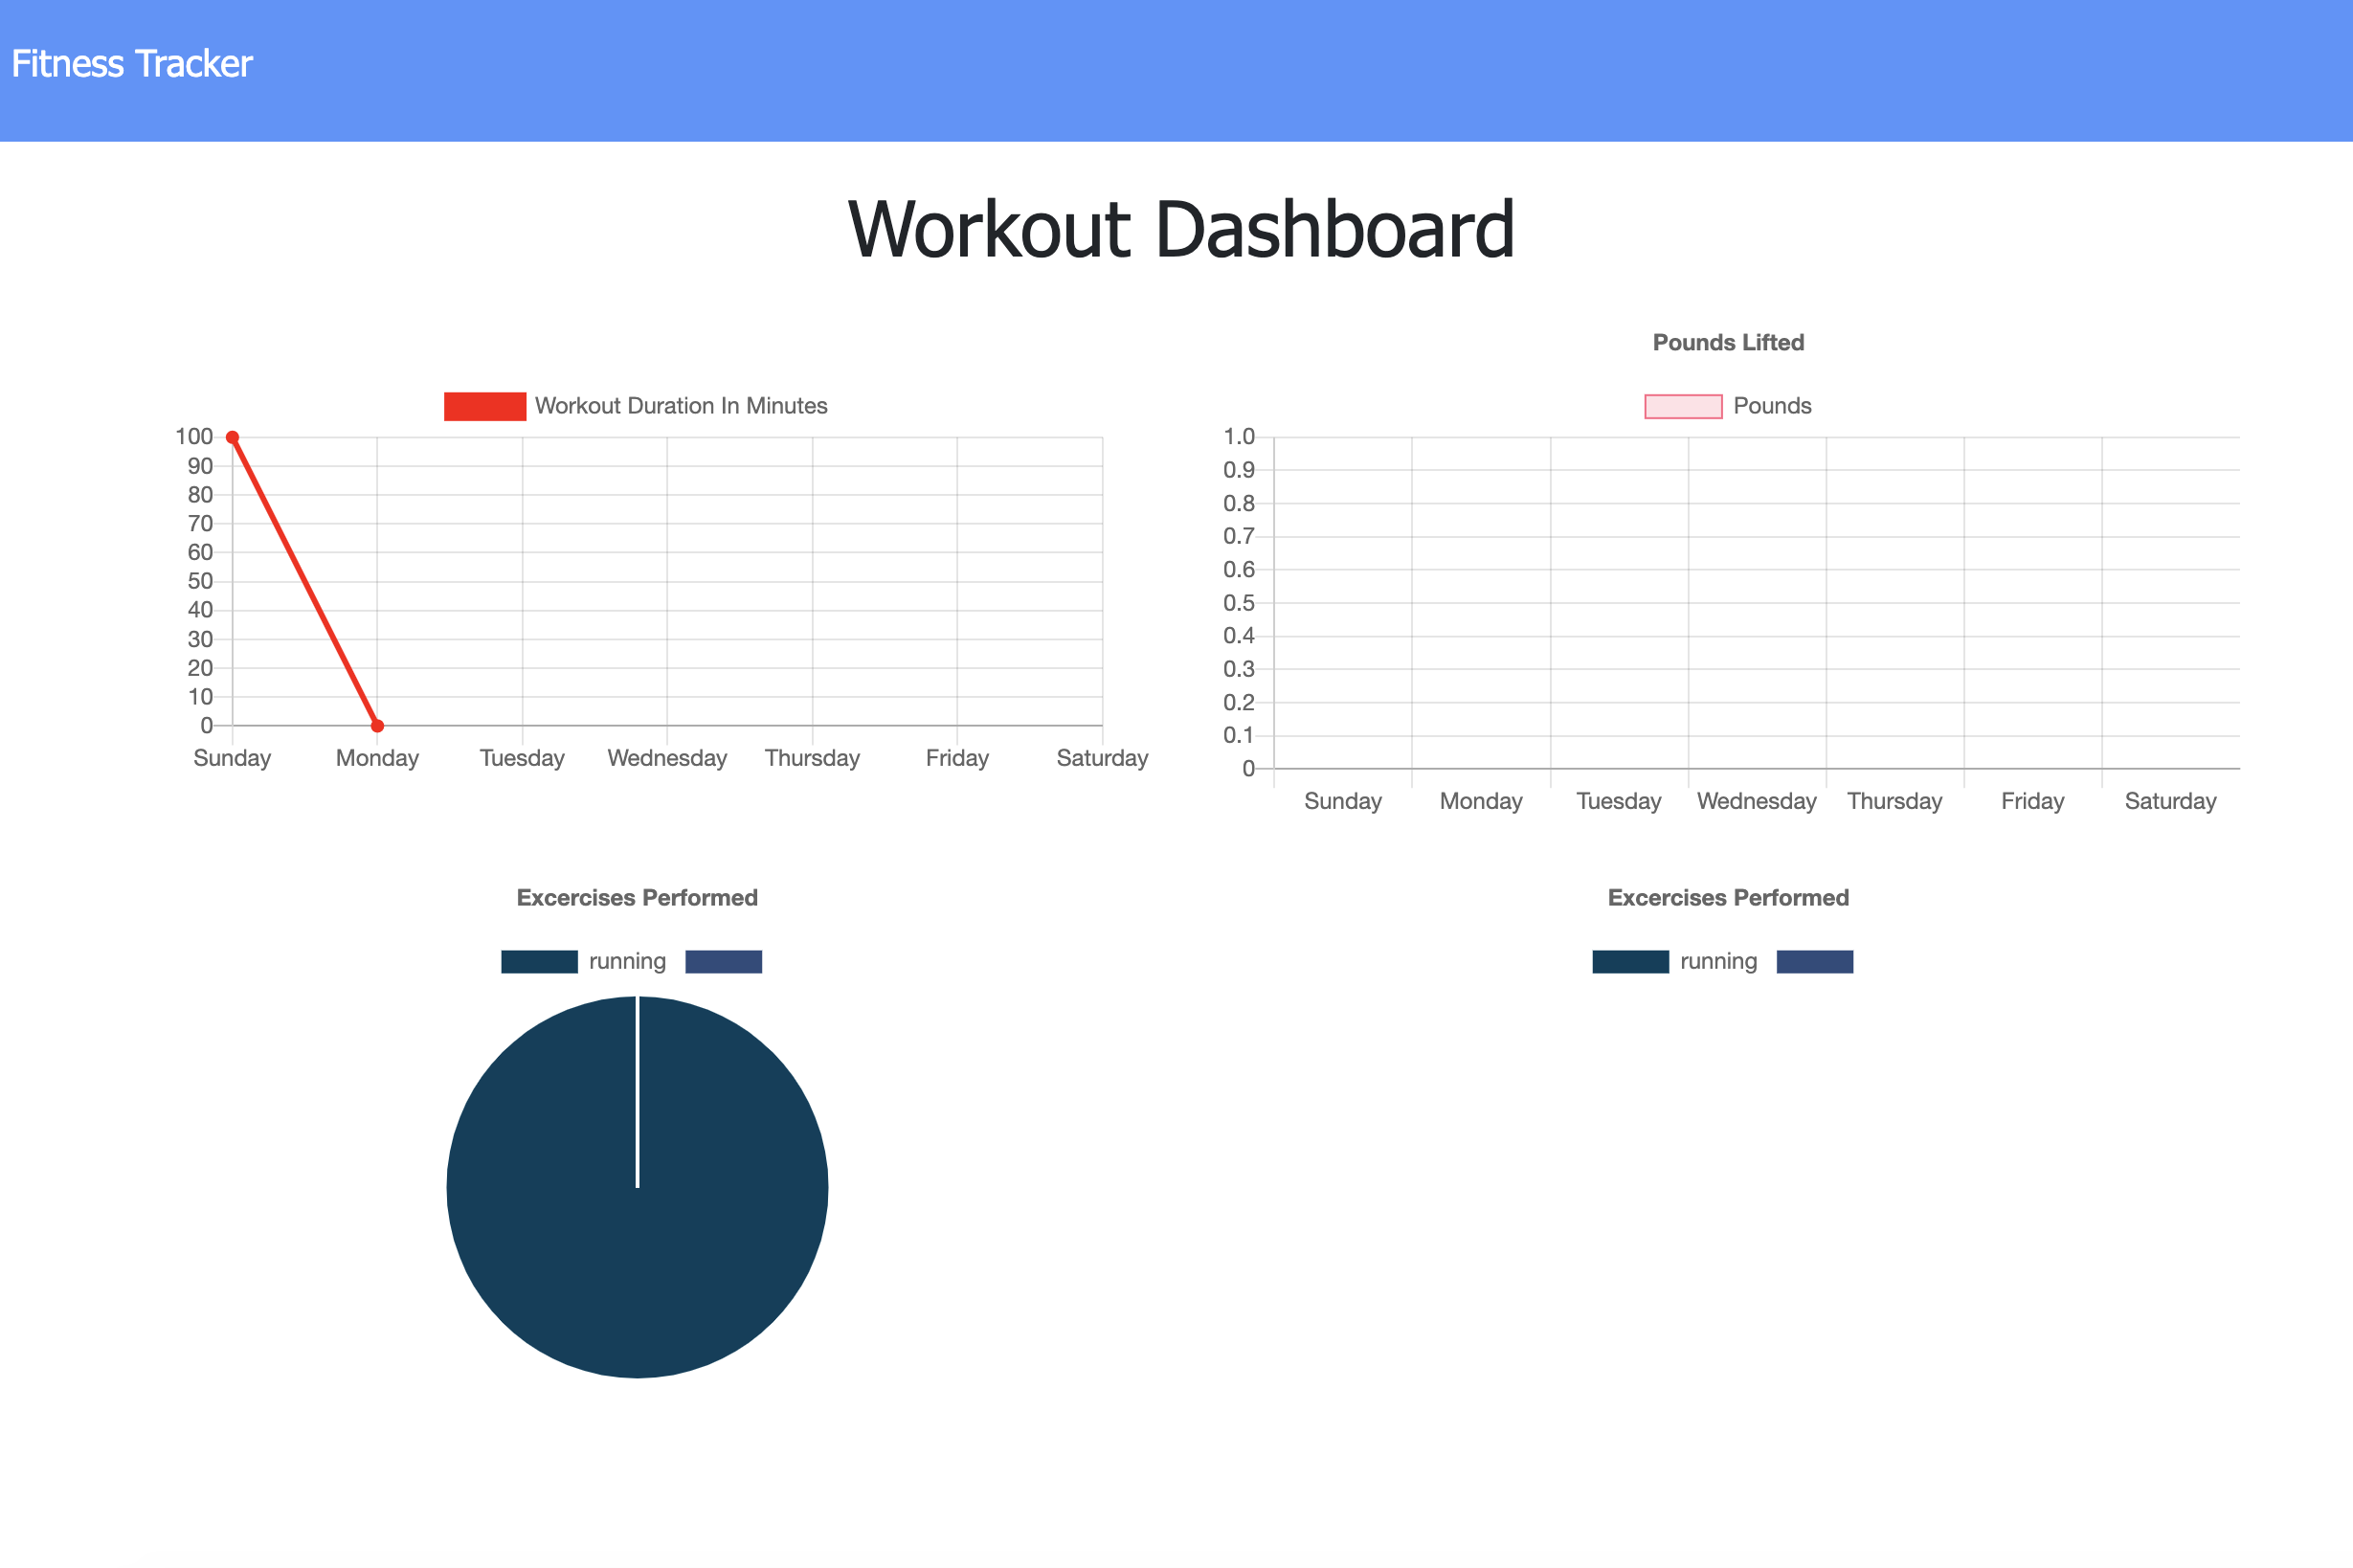 Fitness Tracker
Workout Dashboard
Workout Duration In Minutes
100
90
80
70
60
50
40
30
20
10
0
Sunday Monday Tuesday Wednesday Thursday Friday Saturday
Pounds Lifted
Pounds
1.0
0.9
0.8
0.7
0.6
0.5
0.4
0.3
0.2
0.1
0
Sunday Monday Tuesday Wednesday Thursday Friday Saturday
Excercises Performed
running
Excercises Performed
running